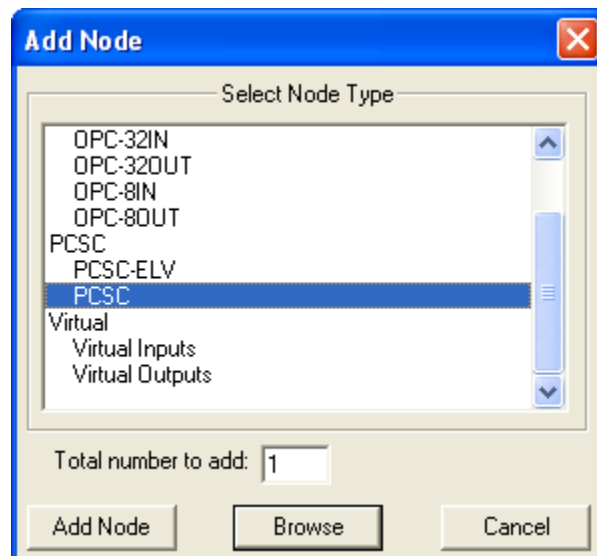 Add Node
Select Node Type
OPC-32IN
OPC-32OUT
OPC-8IN
OPC-8OUT
PCSC
PCSC-ELV
PCSC
Virtual
Virtual Inputs
Virtual Outputs
Total number to add: 1
Add Node Browse Cancel